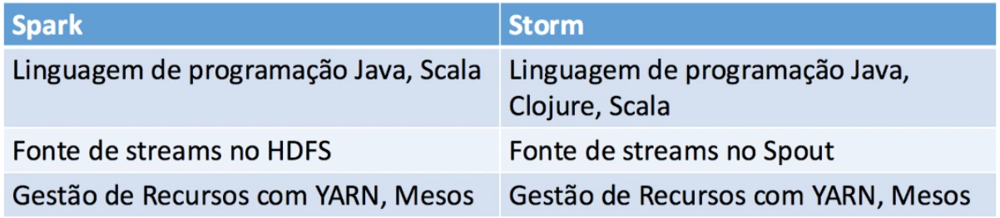 Spark
Storm
Linguagem de programação Java, Scala
Linguagem de programação Java,
Clojure, Scala
Fonte de streams no HDFS
Fonte de streams no Spout
Gestão de Recursos com YARN, Mesos
Gestão de Recursos com YARN, Mesos